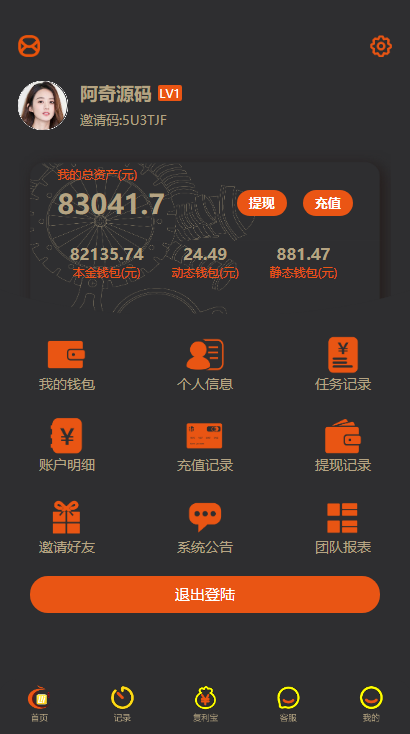 阿奇源码 LV1
邀请码:5U3TJF
我的总资产(元)
83041.7 提现 充值
82135.74 24.49 881.47
本金钱包(元) 动态钱包(元) 静态钱包(元)
我的钱包 个人信息 任务记录
账户明细 充值记录 提现记录
邀请好友 系统公告 团队报表
退出登陆
首页 记录 复利宝 客服 我的